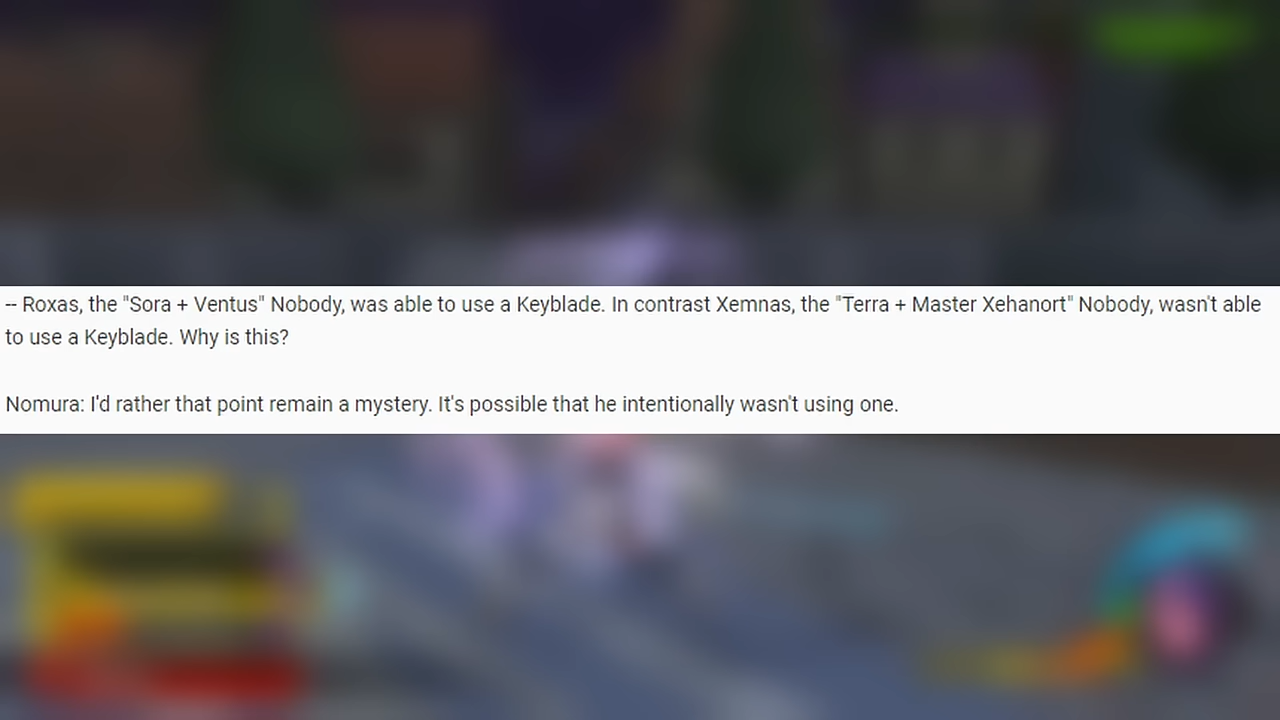 -- Roxas, the "Sora + Ventus" Nobody, was able to use a Keyblade. In contrast Xemnas, the "Terra + Master Xehanort" Nobody, wasn't able
to use a Keyblade. Why is this?
Nomura: I'd rather that point remain a mystery. It's possible that he intentionally wasn't using one.